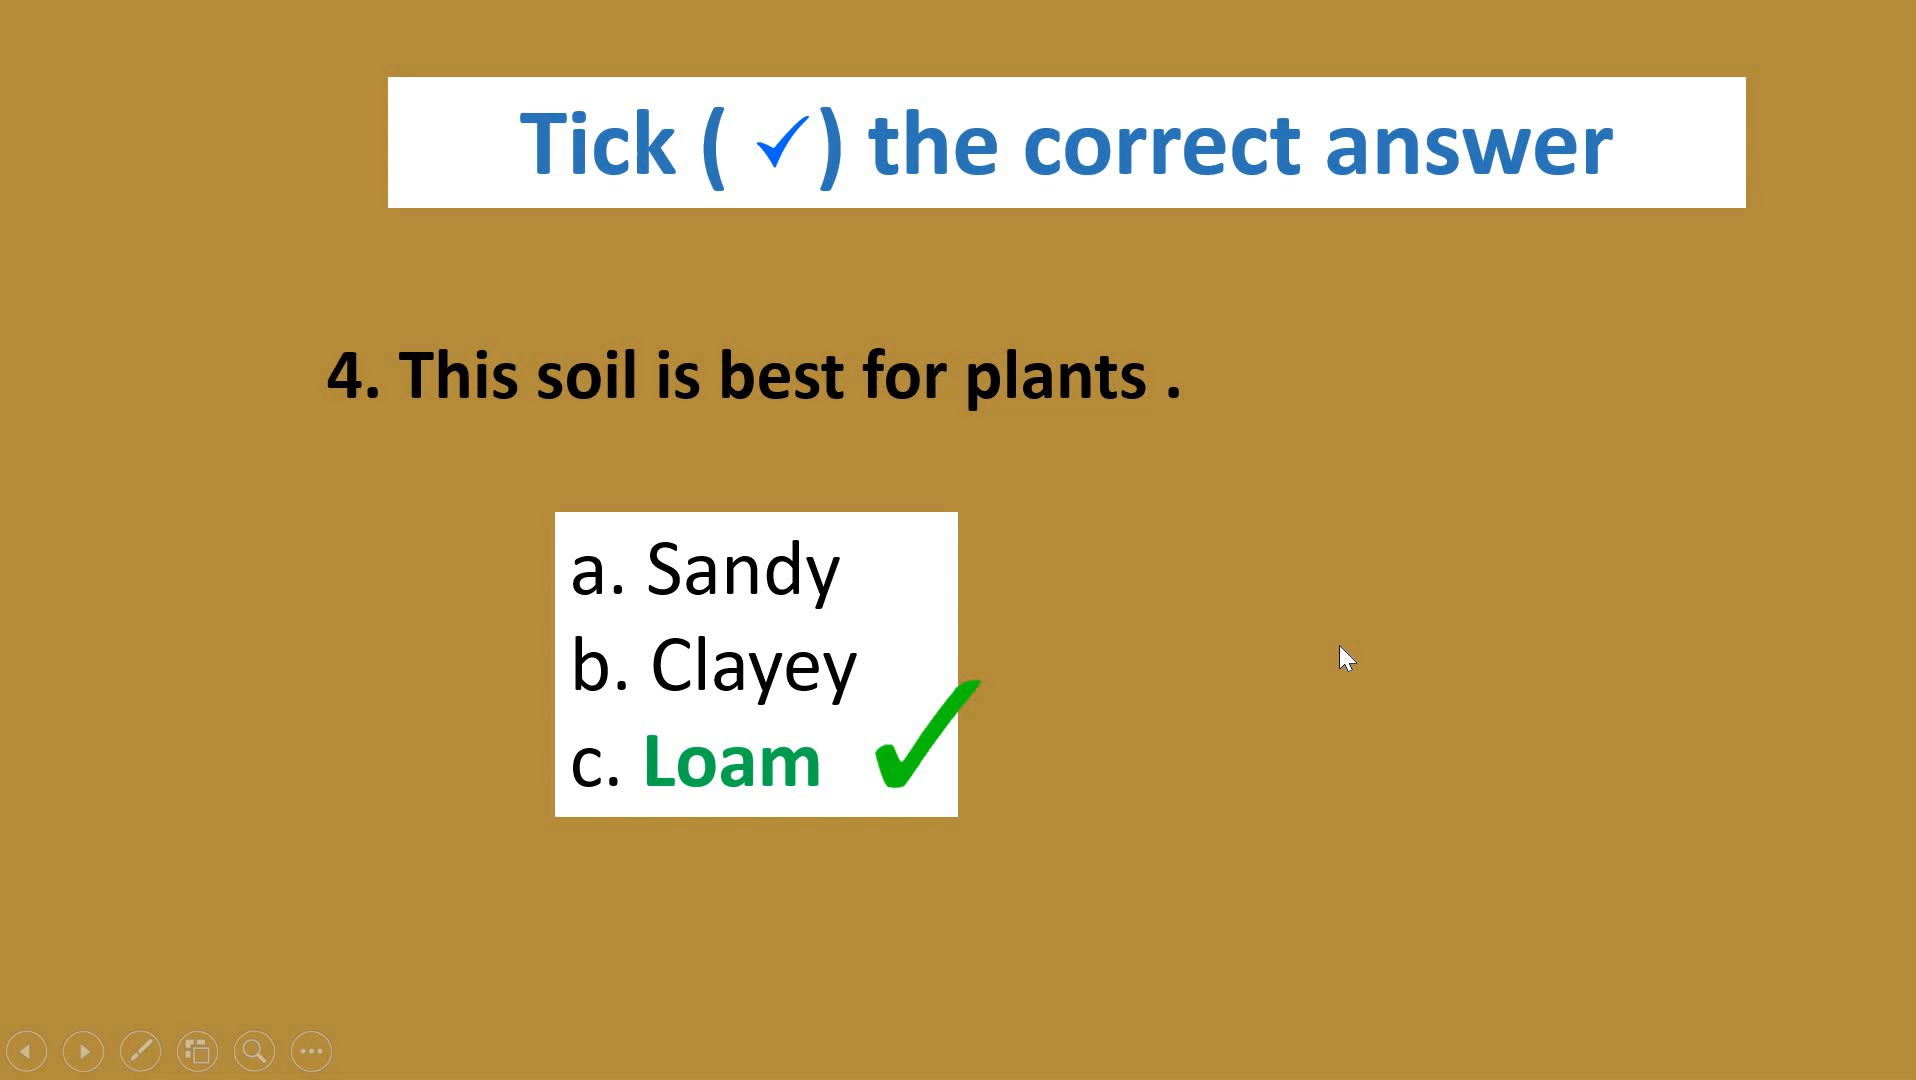 Tick ( ✓) the correct answer
4. This soil is best for plants .
a. Sandy
b. Clayey
c. Loam